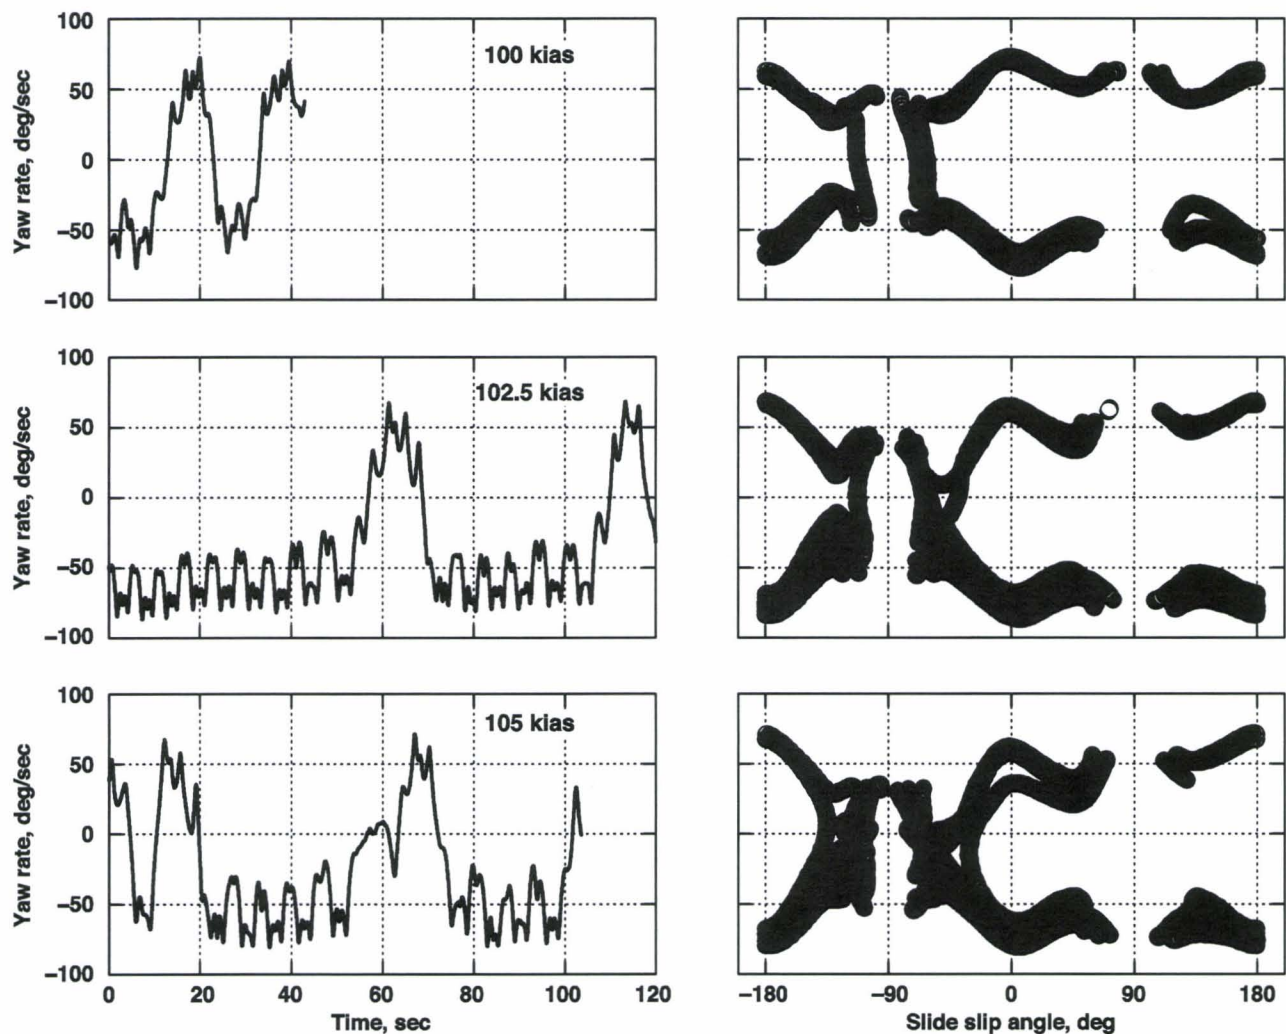 100
50
0
−50
−100
Yaw rate, deg/sec
100 kias
100
50
0
−50
−100
Yaw rate, deg/sec
102.5 kias
100
50
0
−50
−100
Yaw rate, deg/sec
105 kias
0 20 40 60 80 100 120
Time, sec
−180 −90 0 90 180
Slide slip angle, deg